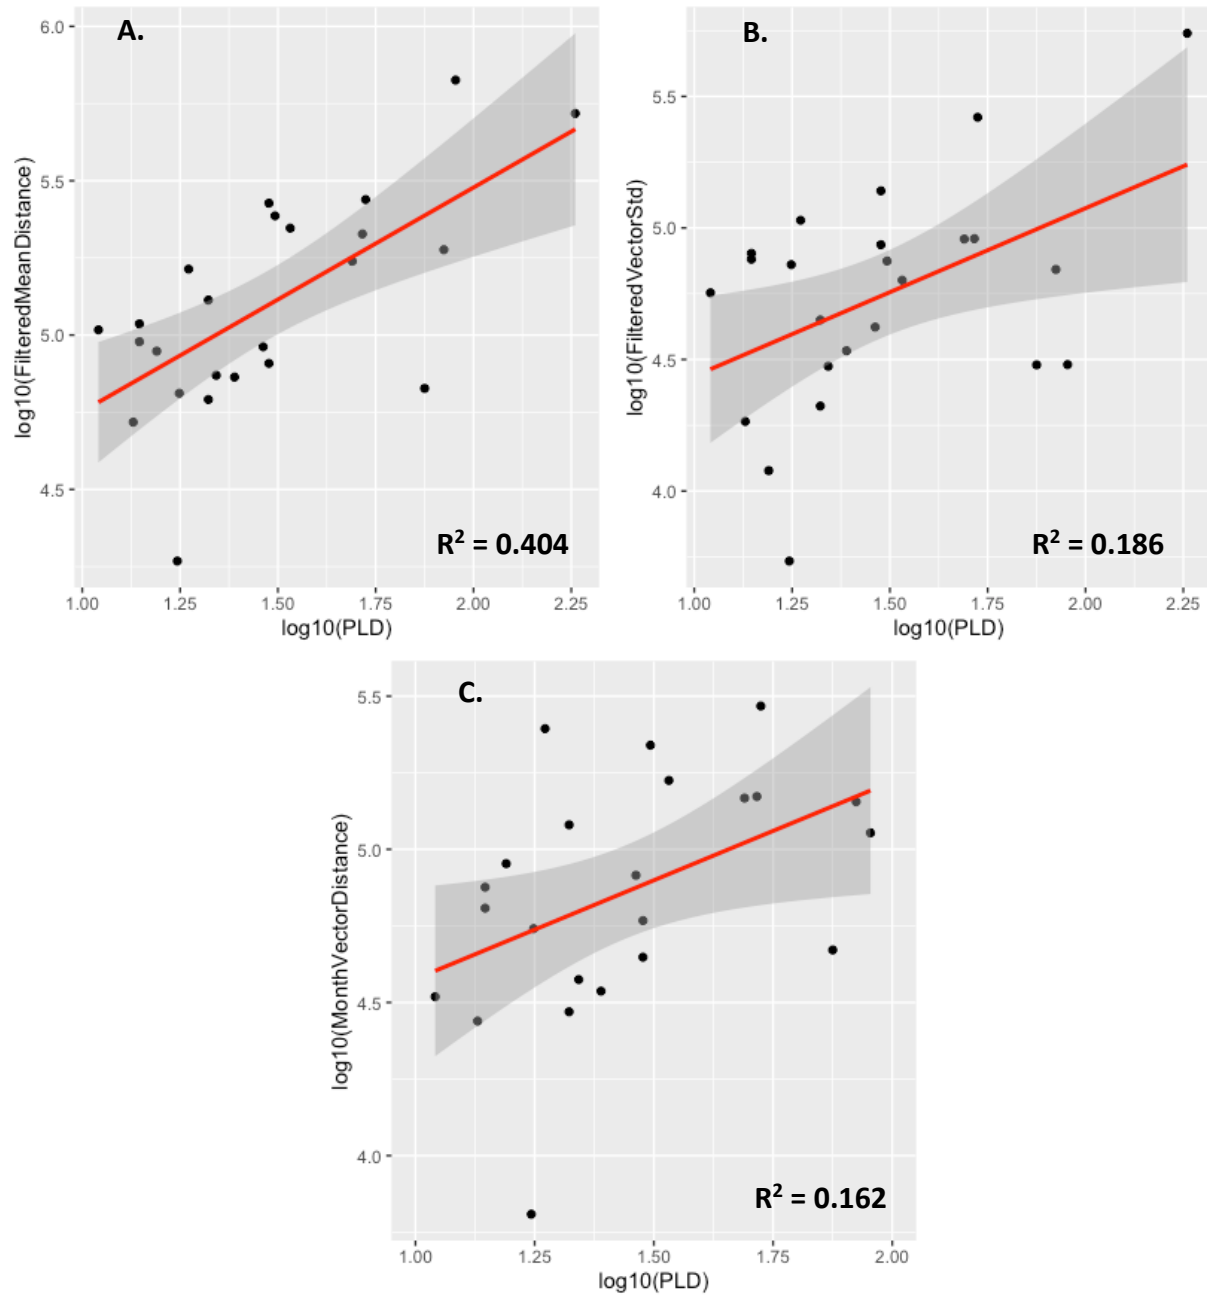 A.
6.0
5.5
5.0
4.5
log10(FilteredMeanDistance)
R² = 0.404
1.00 1.25 1.50 1.75 2.00 2.25
log10(PLD)
B.
5.5
5.0
4.5
4.0
log10(FilteredVectorStd)
R² = 0.186
1.00 1.25 1.50 1.75 2.00 2.25
log10(PLD)
C.
5.5
5.0
4.5
4.0
log10(MonthVectorDistance)
R² = 0.162
1.00 1.25 1.50 1.75 2.00
log10(PLD)